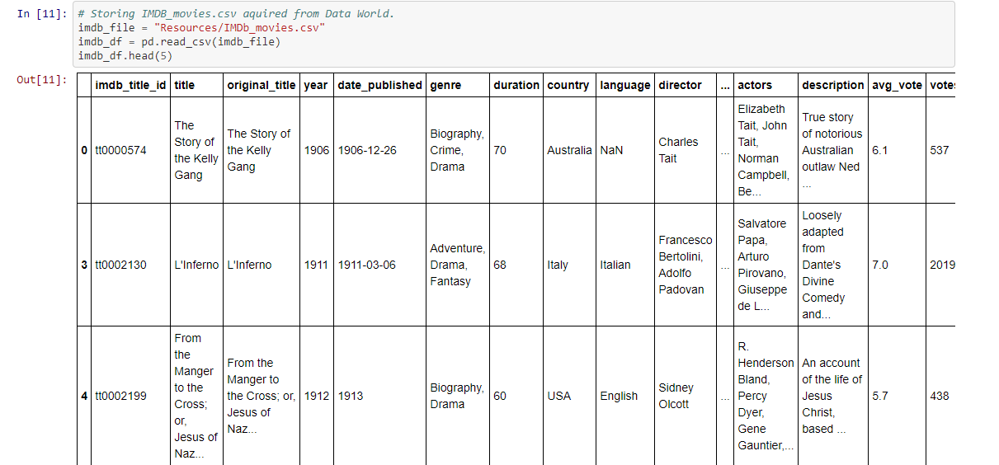 In [11]: # Storing IMDB_movies.csv aquired from Data World.
imdb_file = "Resources/IMDb_movies.csv"
imdb_df = pd.read_csv(imdb_file)
imdb_df.head(5)
Out[11]:
imdb_title_id title original_title year date_published genre duration country language director ... actors description avg_vote votes
0 tt0000574 The Story of the Kelly Gang The Story of the Kelly Gang 1906 1906-12-26 Biography, Crime, Drama 70 Australia NaN Charles Tait ... Elizabeth Tait, John Tait, Norman Campbell, Be... True story of notorious Australian outlaw Ned ... 6.1 537
3 tt0002130 L'Inferno L'Inferno 1911 1911-03-06 Adventure, Drama, Fantasy 68 Italy Italian Francesco Bertolini, Adolfo Padovan ... Salvatore Papa, Arturo Pirovano, Giuseppe de L... Loosely adapted from Dante's Divine Comedy and... 7.0 2019
4 tt0002199 From the Manger to the Cross; or, Jesus of Naz... From the Manger to the Cross; or, Jesus of Naz... 1912 1913 Biography, Drama 60 USA English Sidney Olcott ... R. Henderson Bland, Percy Dyer, Gene Gauntier,... An account of the life of Jesus Christ, based ... 5.7 438